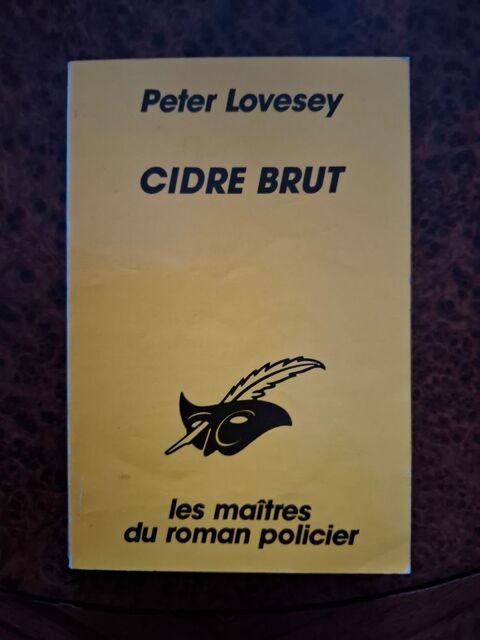 Peter Lovesey
CIDRE BRUT
les maîtres
du roman policier